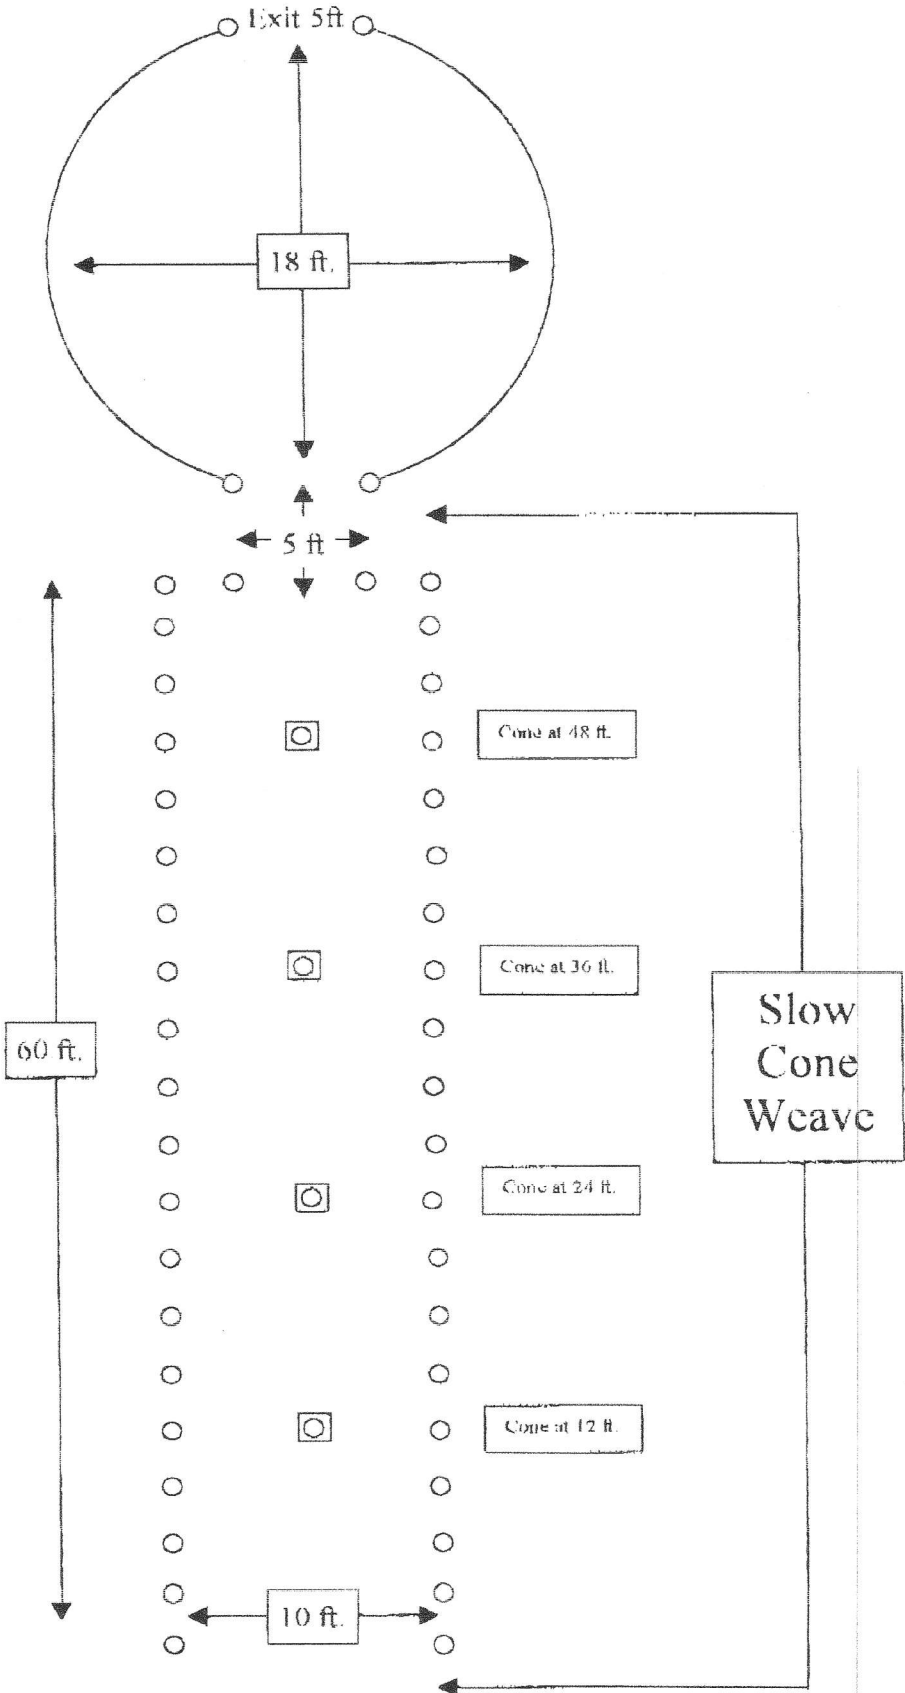 Exit 5ft
18 ft.
5 ft
Cone at 48 ft.
Cone at 36 ft.
60 ft.
Slow
Cone
Weave
Cone at 24 ft.
Cone at 12 ft.
10 ft.